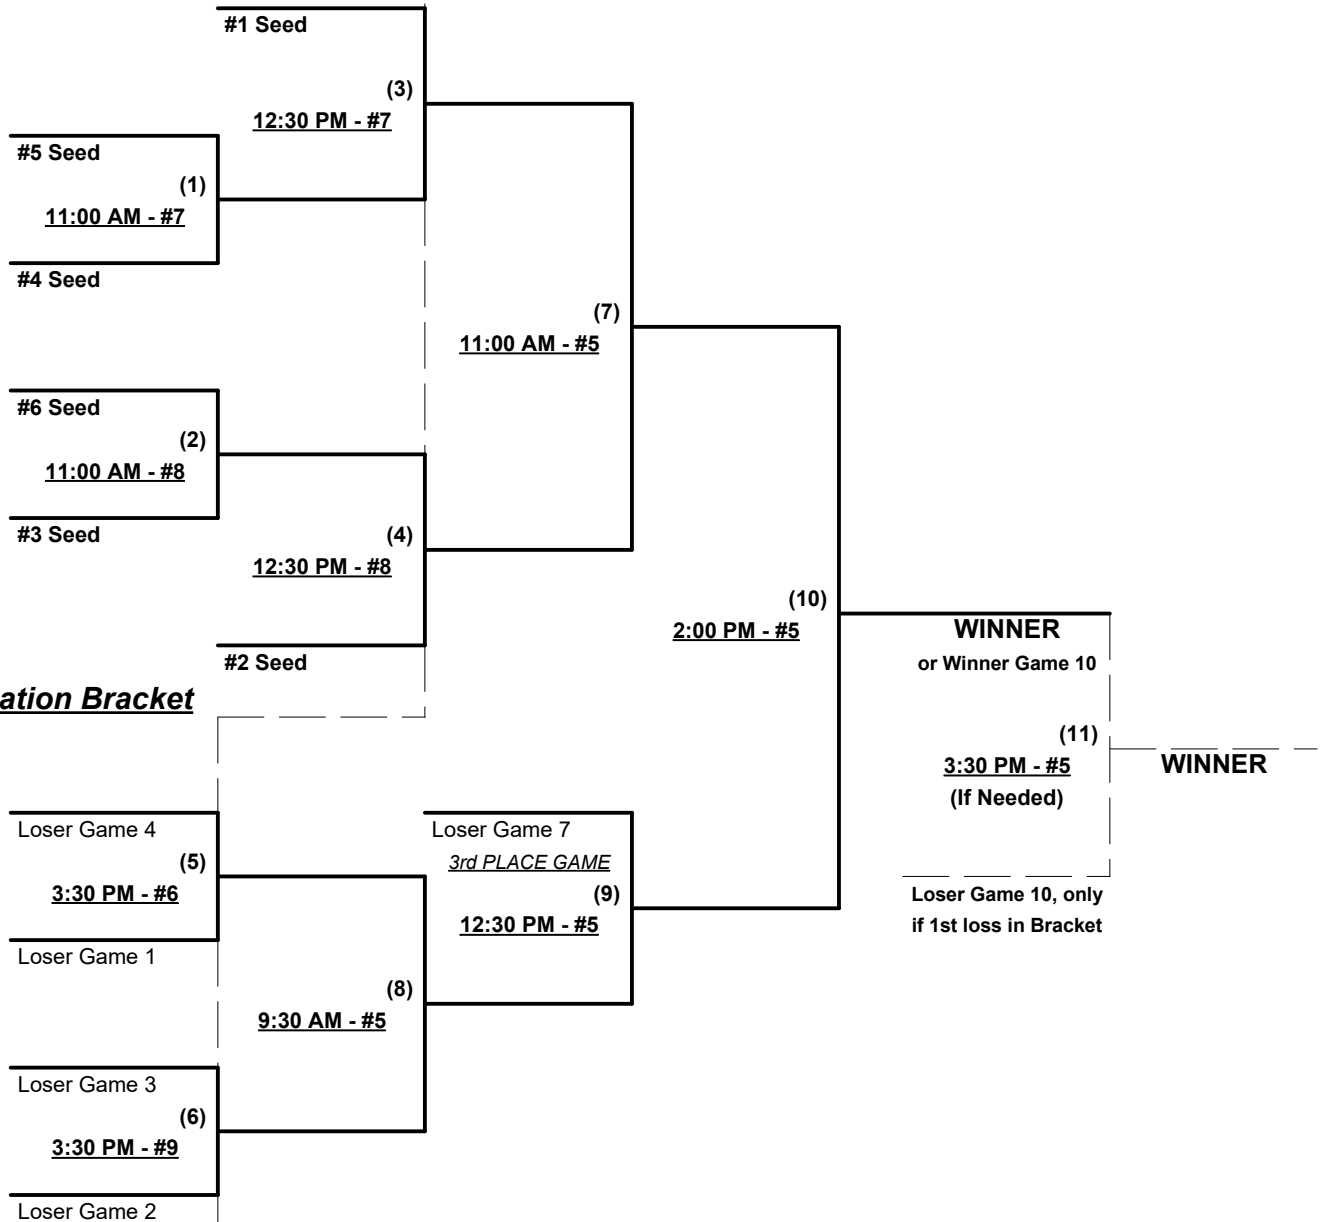 #1 Seed
(3)
12:30 PM - #7
#5 Seed
(1)
11:00 AM - #7
#4 Seed
(7)
11:00 AM - #5
#6 Seed
(2)
11:00 AM - #8
#3 Seed
(4)
12:30 PM - #8
(10)
2:00 PM - #5
WINNER
or Winner Game 10
#2 Seed
ation Bracket
(11)
3:30 PM - #5
(If Needed)
WINNER
Loser Game 4
(5)
3:30 PM - #6
Loser Game 1
Loser Game 7
3rd PLACE GAME
(9)
12:30 PM - #5
Loser Game 10, only
if 1st loss in Bracket
(8)
9:30 AM - #5
Loser Game 3
(6)
3:30 PM - #9
Loser Game 2